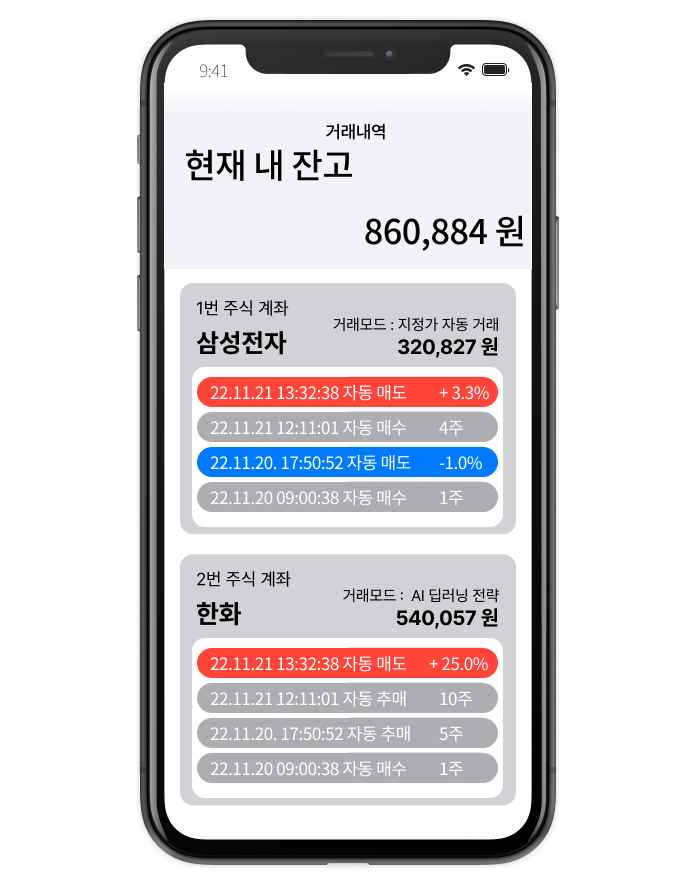 9:41
거래내역
현재 내 잔고
860,884 원
1번 주식 계좌
거래모드 : 지정가 자동 거래
삼성전자
320,827 원
22.11.21 13:32:38 자동 매도 + 3.3%
22.11.21 12:11:01 자동 매수 4주
22.11.20. 17:50:52 자동 매도 -1.0%
22.11.20 09:00:38 자동 매수 1주
2번 주식 계좌
거래모드 : AI 딥러닝 전략
한화
540,057 원
22.11.21 13:32:38 자동 매도 + 25.0%
22.11.21 12:11:01 자동 추매 10주
22.11.20. 17:50:52 자동 추매 5주
22.11.20 09:00:38 자동 매수 1주